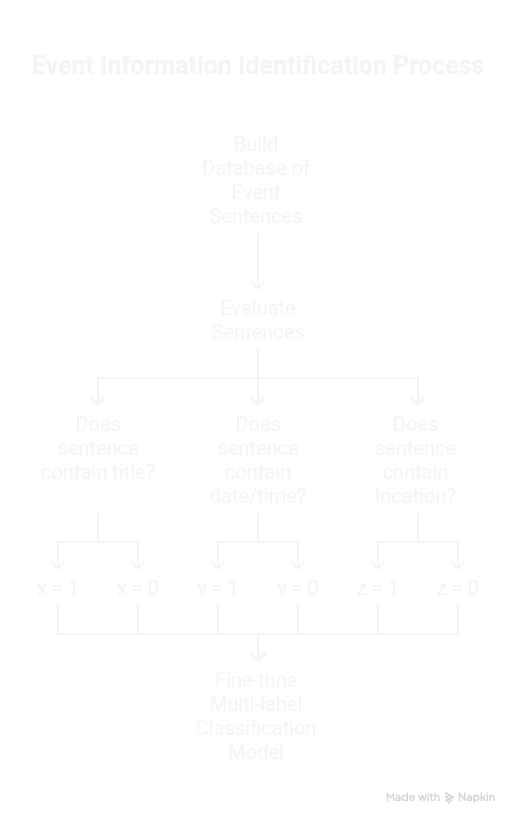 Event Information Identification Process
Build
Database of
Event
Sentences
Evaluate
Sentences
Does
sentence
contain title?
Does
sentence
contain
date/time?
Does
sentence
contain
location?
x = 1
x = 0
y = 1
y = 0
z = 1
z = 0
Fine-tune
Multi-label
Classification
Model
Made with Napkin